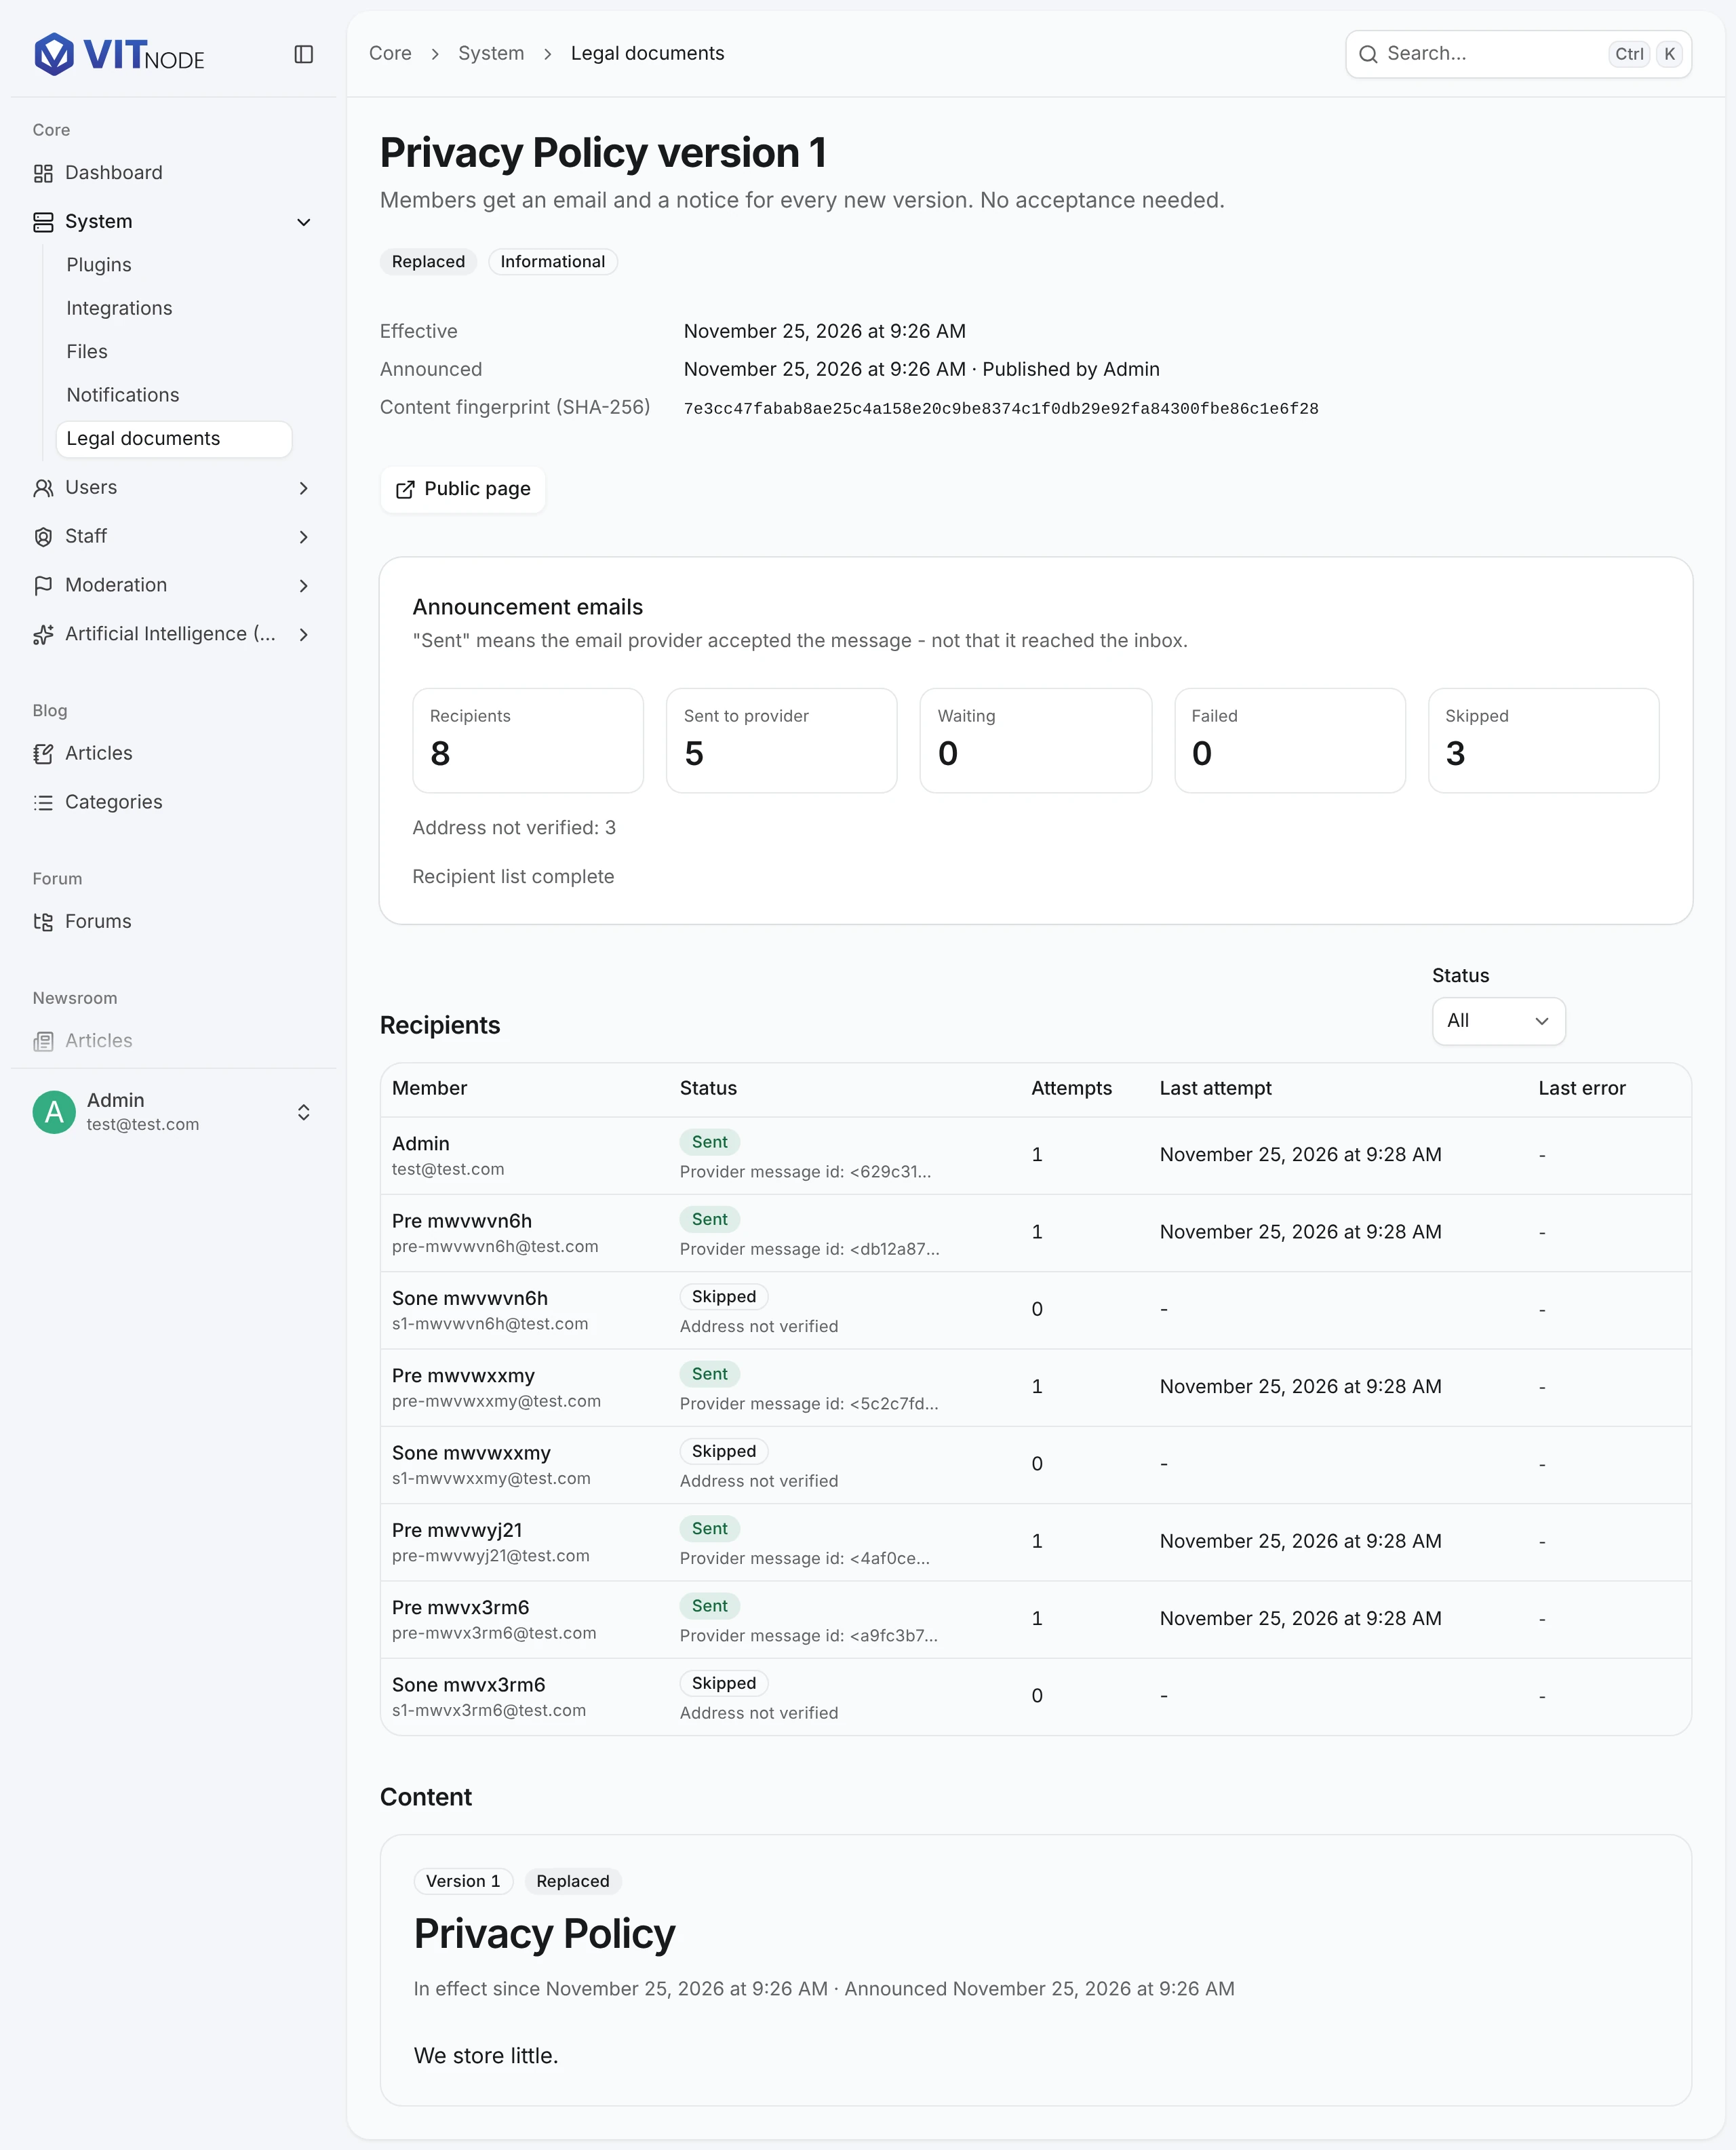 VITNODE
Core
Dashboard
System
Plugins
Integrations
Files
Notifications
Legal documents
Users
Staff
Moderation
Artificial Intelligence (...
Blog
Articles
Categories
Forum
Forums
Newsroom
Articles
A
Admin
test@test.com
Core > System > Legal documents
Search... Ctrl K
Privacy Policy version 1
Members get an email and a notice for every new version. No acceptance needed.
Replaced Informational
Effective November 25, 2026 at 9:26 AM
Announced November 25, 2026 at 9:26 AM · Published by Admin
Content fingerprint (SHA-256) 7e3cc47fabab8ae25c4a158e20c9be8374c1f0db29e92fa84300fbe86c1e6f28
Public page
Announcement emails
"Sent" means the email provider accepted the message - not that it reached the inbox.
Recipients Sent to provider Waiting Failed Skipped
8 5 0 0 3
Address not verified: 3
Recipient list complete
Status
Recipients All
Member Status Attempts Last attempt Last error
Admin Sent 1 November 25, 2026 at 9:28 AM -
test@test.com Provider message id: <629c31...
Pre mwvwvn6h Sent 1 November 25, 2026 at 9:28 AM -
pre-mwvwvn6h@test.com Provider message id: <db12a87...
Sone mwvwvn6h Skipped 0 - -
s1-mwvwvn6h@test.com Address not verified
Pre mwvwxxmy Sent 1 November 25, 2026 at 9:28 AM -
pre-mwvwxxmy@test.com Provider message id: <5c2c7fd...
Sone mwvwxxmy Skipped 0 - -
s1-mwvwxxmy@test.com Address not verified
Pre mwvwyj21 Sent 1 November 25, 2026 at 9:28 AM -
pre-mwvwyj21@test.com Provider message id: <4af0ce...
Pre mwvx3rm6 Sent 1 November 25, 2026 at 9:28 AM -
pre-mwvx3rm6@test.com Provider message id: <a9fc3b7...
Sone mwvx3rm6 Skipped 0 - -
s1-mwvx3rm6@test.com Address not verified
Content
Version 1 Replaced
Privacy Policy
In effect since November 25, 2026 at 9:26 AM · Announced November 25, 2026 at 9:26 AM
We store little.